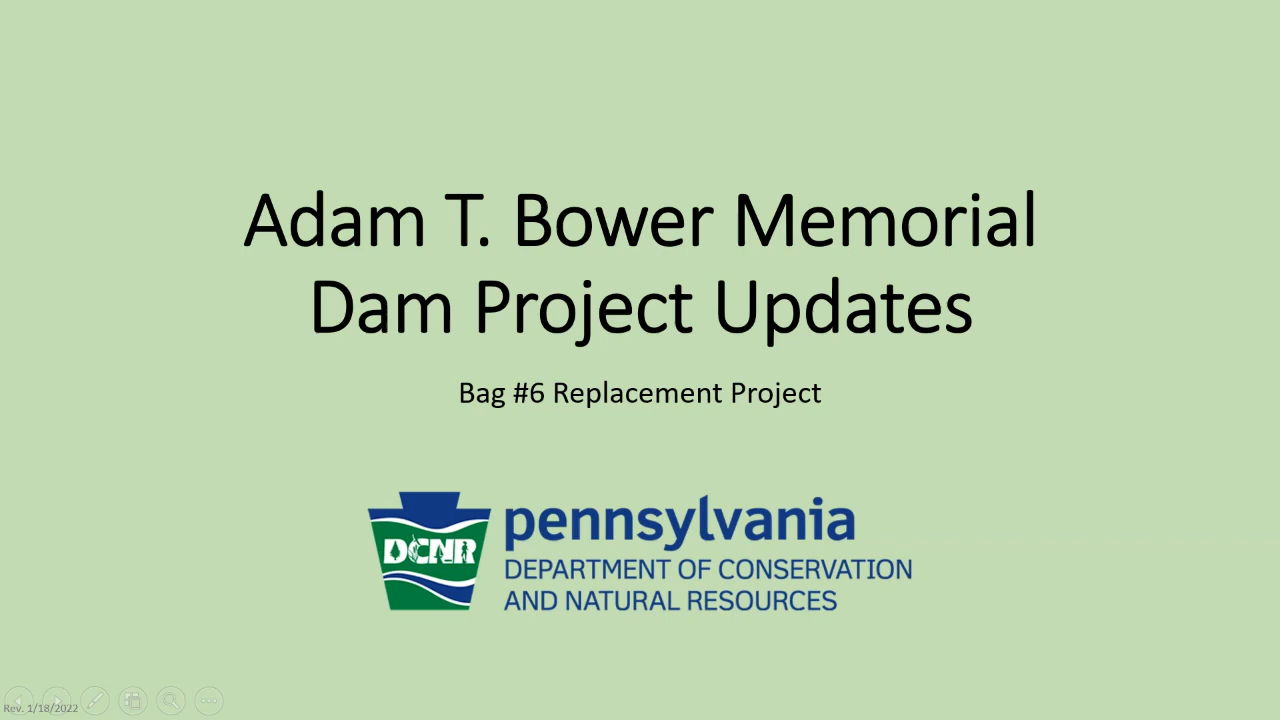 Adam T. Bower Memorial
Dam Project Updates
Bag #6 Replacement Project
DCNR
pennsylvania
DEPARTMENT OF CONSERVATION
AND NATURAL RESOURCES
Rev. 1/18/2022